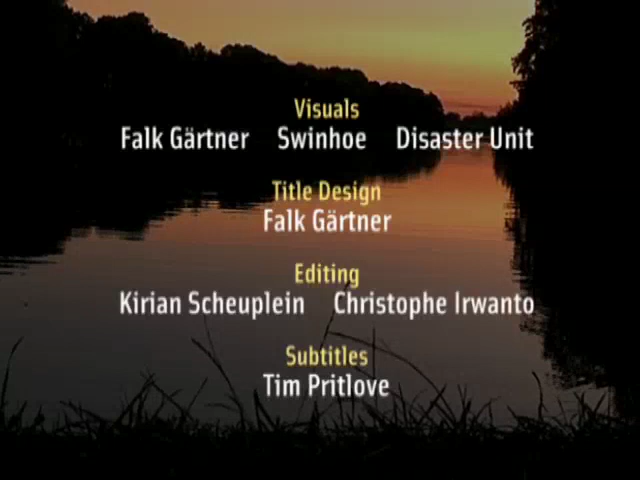 Visuals
Falk Gärtner Swinhoe Disaster Unit
Title Design
Falk Gärtner
Editing
Kirian Scheuplein Christophe Irwanto
Subtitles
Tim Pritlove